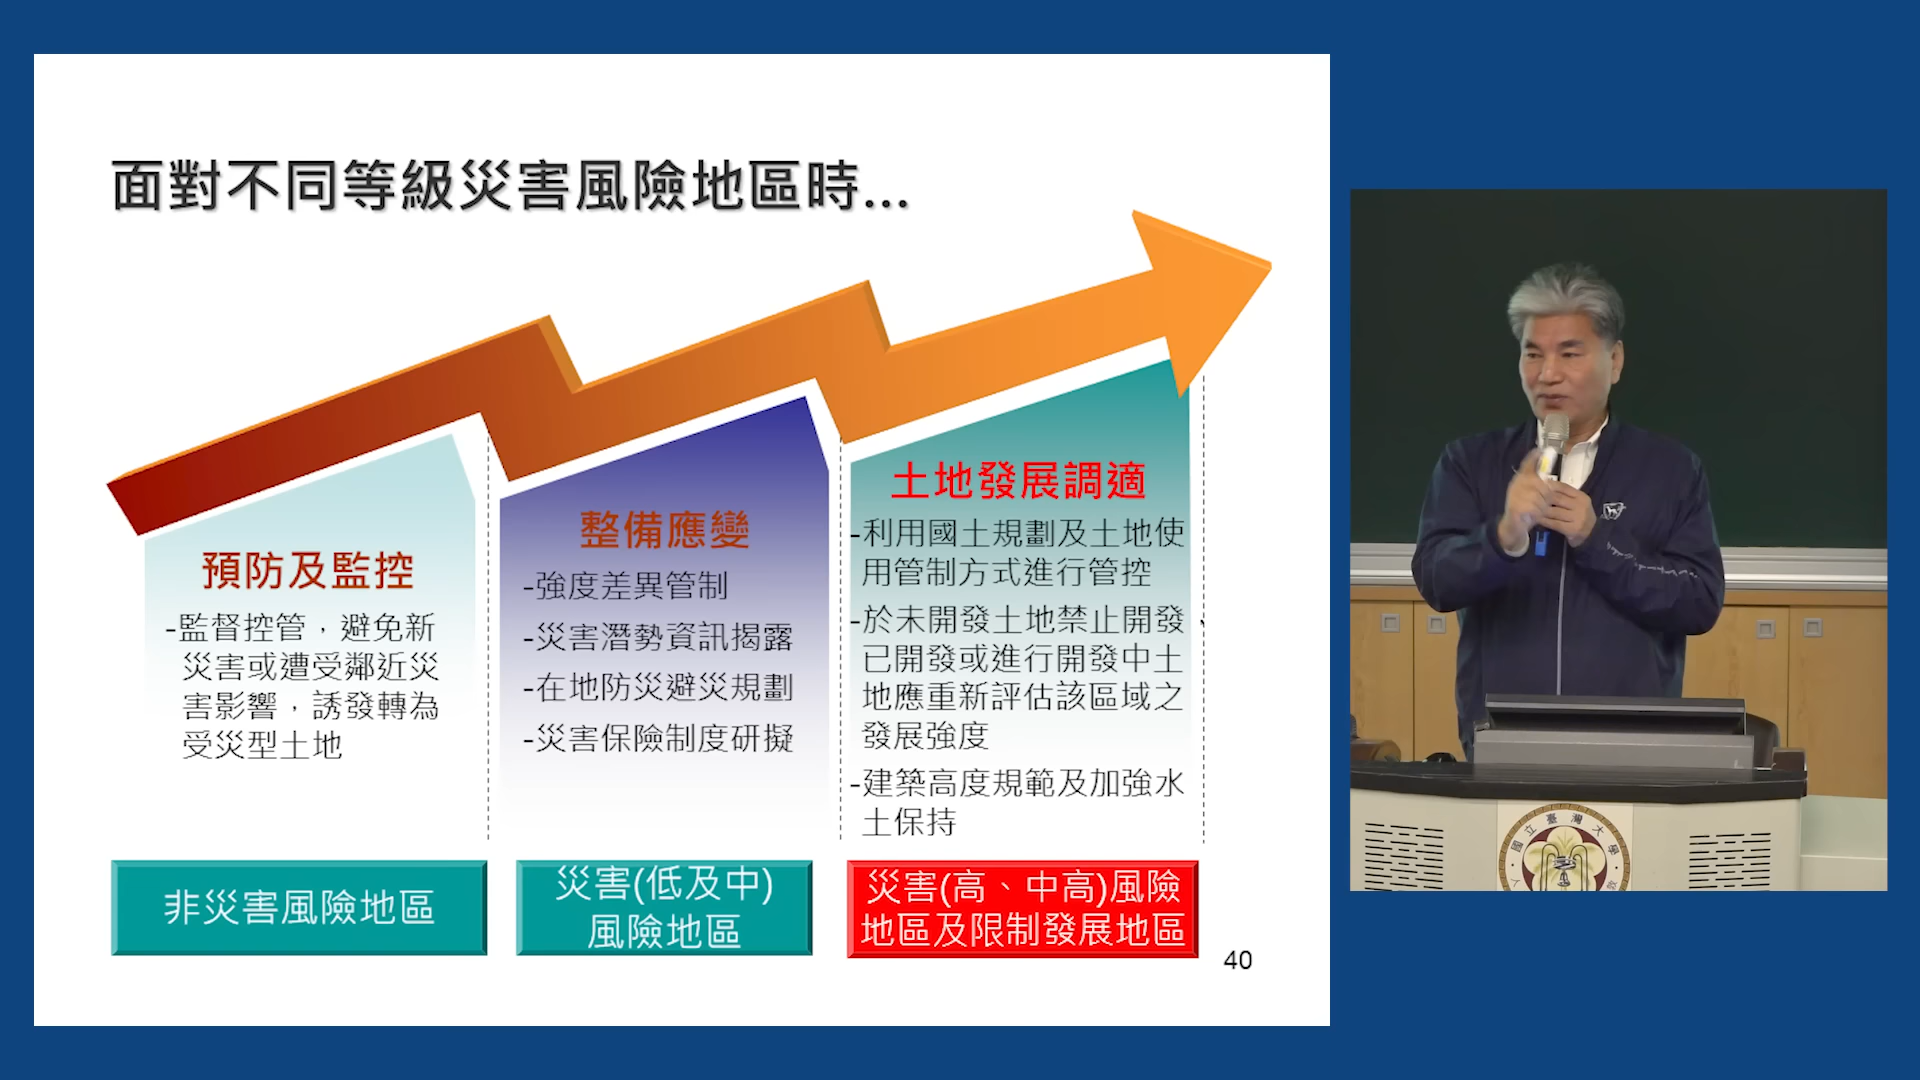 面對不同等級災害風險地區時...
預防及監控
-監督控管，避免新
災害或遭受鄰近災
害影響，誘發轉為
受災型土地
整備應變
-強度差異管制
-災害潛勢資訊揭露
-在地防災避災規劃
-災害保險制度研擬
土地發展調適
-利用國土規劃及土地使
用管制方式進行管控
-於未開發土地禁止開發、
已開發或進行開發中土
地應重新評估該區域之
發展強度
-建築高度規範及加強水
土保持
非災害風險地區
災害(低及中)
風險地區
災害(高、中高)風險
地區及限制發展地區
40
國立臺灣大學